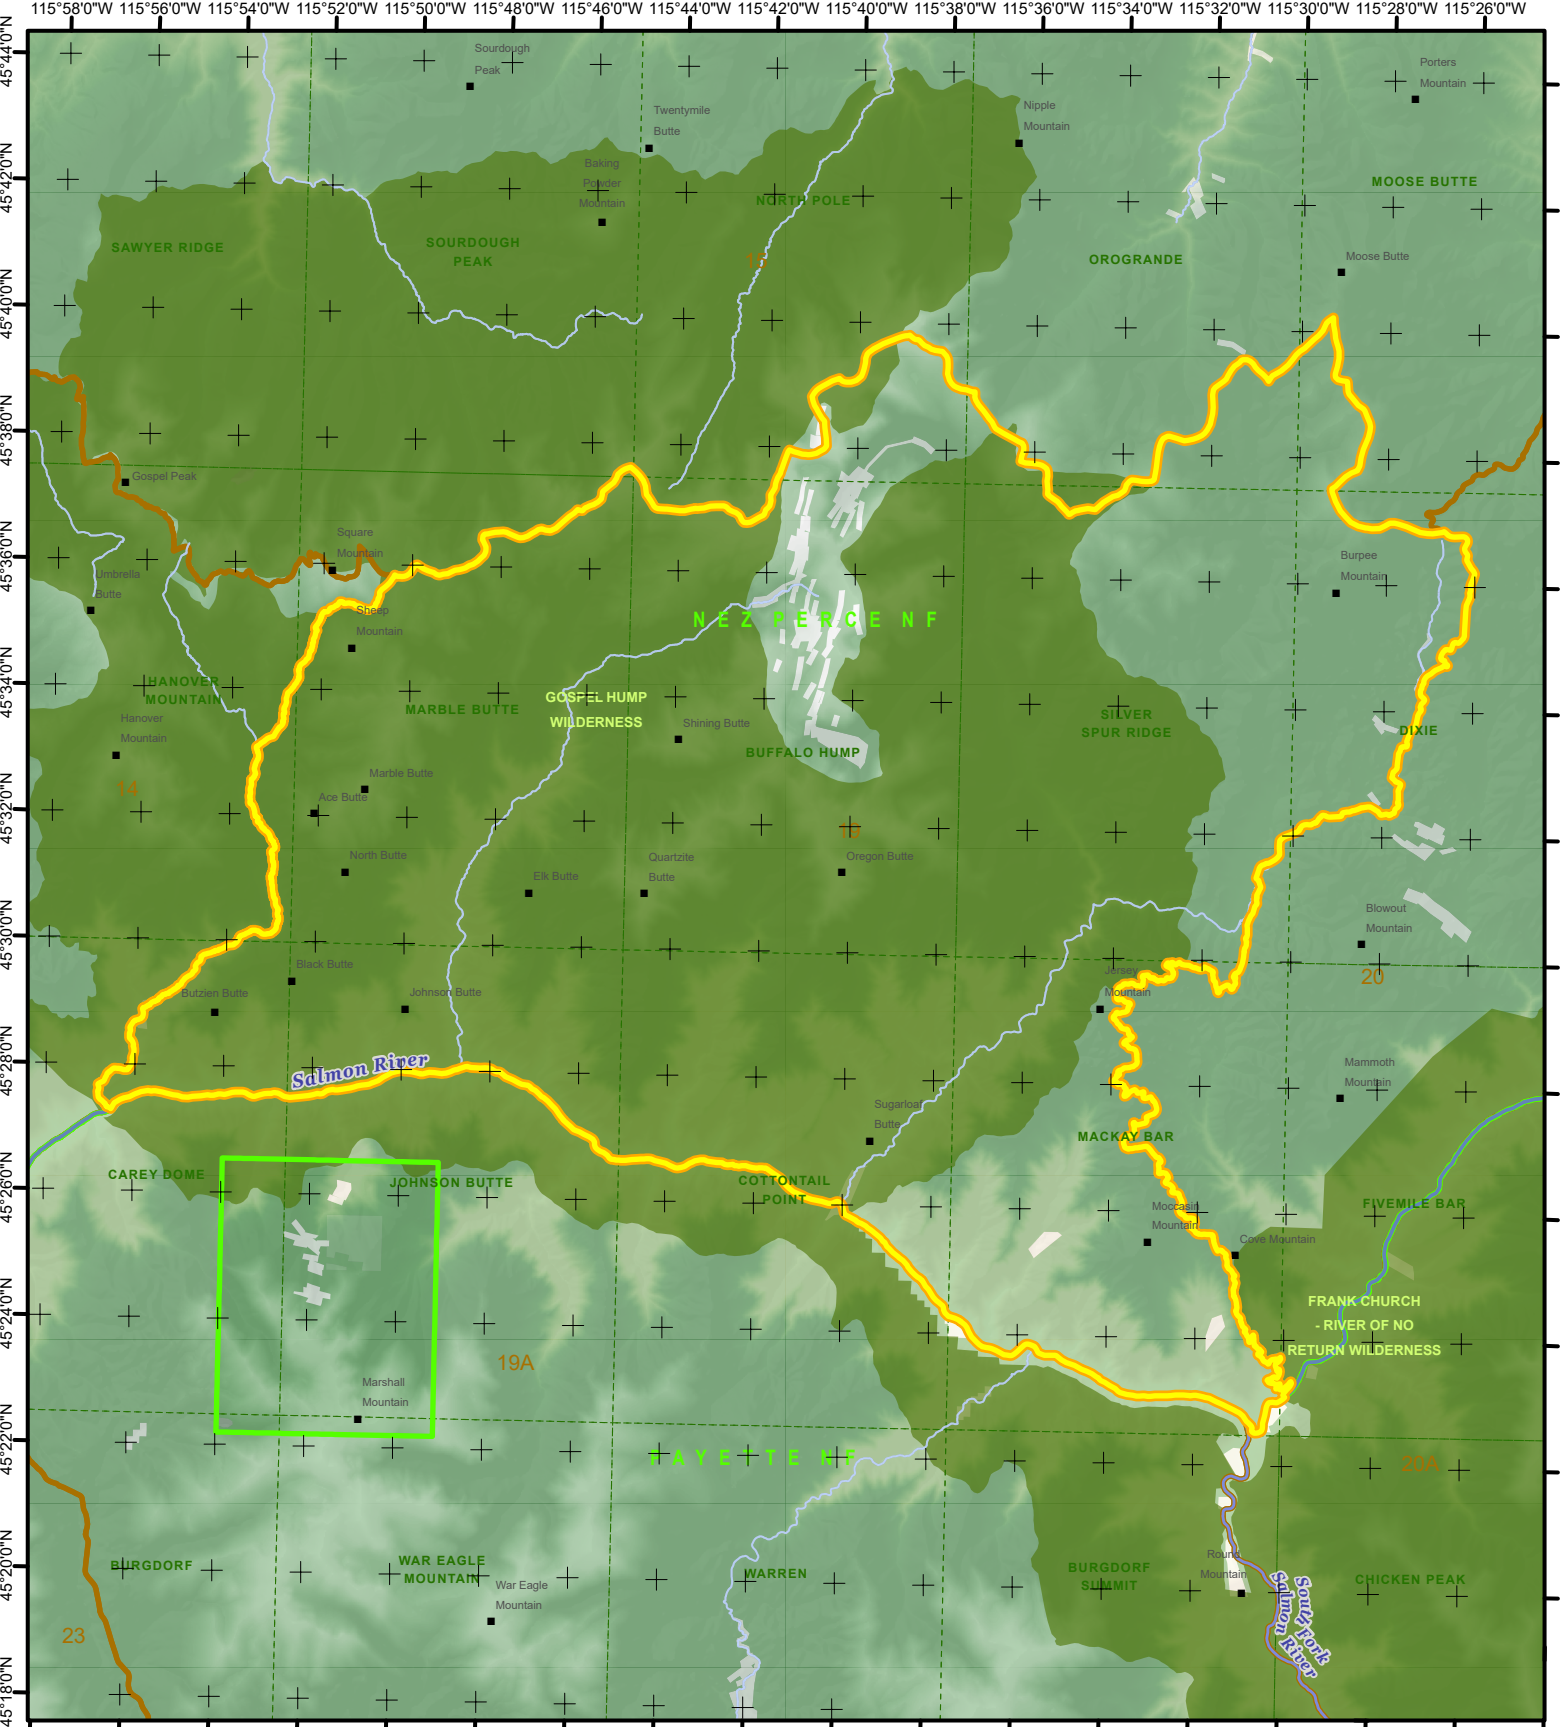 115°58'0"W 115°56'0"W 115°54'0"W 115°52'0"W 115°50'0"W 115°48'0"W 115°46'0"W 115°44'0"W 115°42'0"W 115°40'0"W 115°38'0"W 115°36'0"W 115°34'0"W 115°32'0"W 115°30'0"W 115°28'0"W 115°26'0"W
45°44'0"N
Sourdough
Peak
Porters
Mountain
Twentymile
Butte
Nipple
Mountain
Baking
Powder
Mountain
45°42'0"N
MOOSE BUTTE
NORTH POLE
SAWYER RIDGE
SOURDOUGH
PEAK
OROGRANDE
Moose Butte
15
45°40'0"N
45°38'0"N
Gospel Peak
Square
Mountain
45°36'0"N
Umbrella
Butte
Burpee
Mountain
Sheep
Mountain
NEZ PERCE NF
45°34'0"N
HANOVER
MOUNTAIN
GOSPEL HUMP
WILDERNESS
MARBLE BUTTE
Hanover
Mountain
Shining Butte
SILVER
SPUR RIDGE
DIXIE
BUFFALO HUMP
14
Marble Butte
Ace Butte
45°32'0"N
19
North Butte
Quartzite
Butte
Oregon Butte
Elk Butte
Blowout
Mountain
45°30'0"N
Black Butte
Jersey
Mountain
20
Butzien Butte
Johnson Butte
45°28'0"N
Salmon River
Mammoth
Mountain
Sugarloaf
Butte
MACKAY BAR
45°26'0"N
CAREY DOME
JOHNSON BUTTE
COTTONTAIL
POINT
Moccasin
Mountain
FIVEMILE BAR
Cove Mountain
45°24'0"N
FRANK CHURCH
- RIVER OF NO
RETURN WILDERNESS
19A
Marshall
Mountain
45°22'0"N
PAYETTE NF
20A
45°20'0"N
BURGDORF
WAR EAGLE
MOUNTAIN
War Eagle
Mountain
WARREN
Round
Mountain
BURGDORF
SUMMIT
CHICKEN PEAK
23
South Fork
Salmon River
45°18'0"N